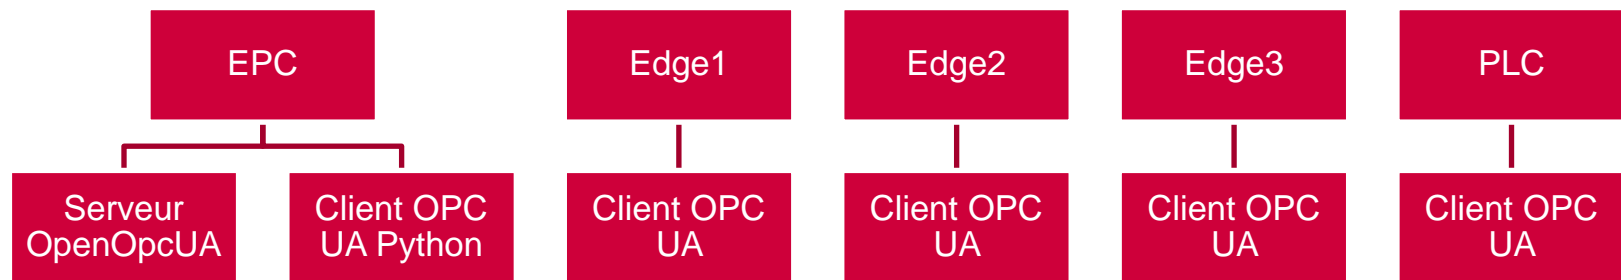 EPC
Edge1
Edge2
Edge3
PLC
Serveur
OpenOpcUA
Client OPC
UA Python
Client OPC
UA
Client OPC
UA
Client OPC
UA
Client OPC
UA